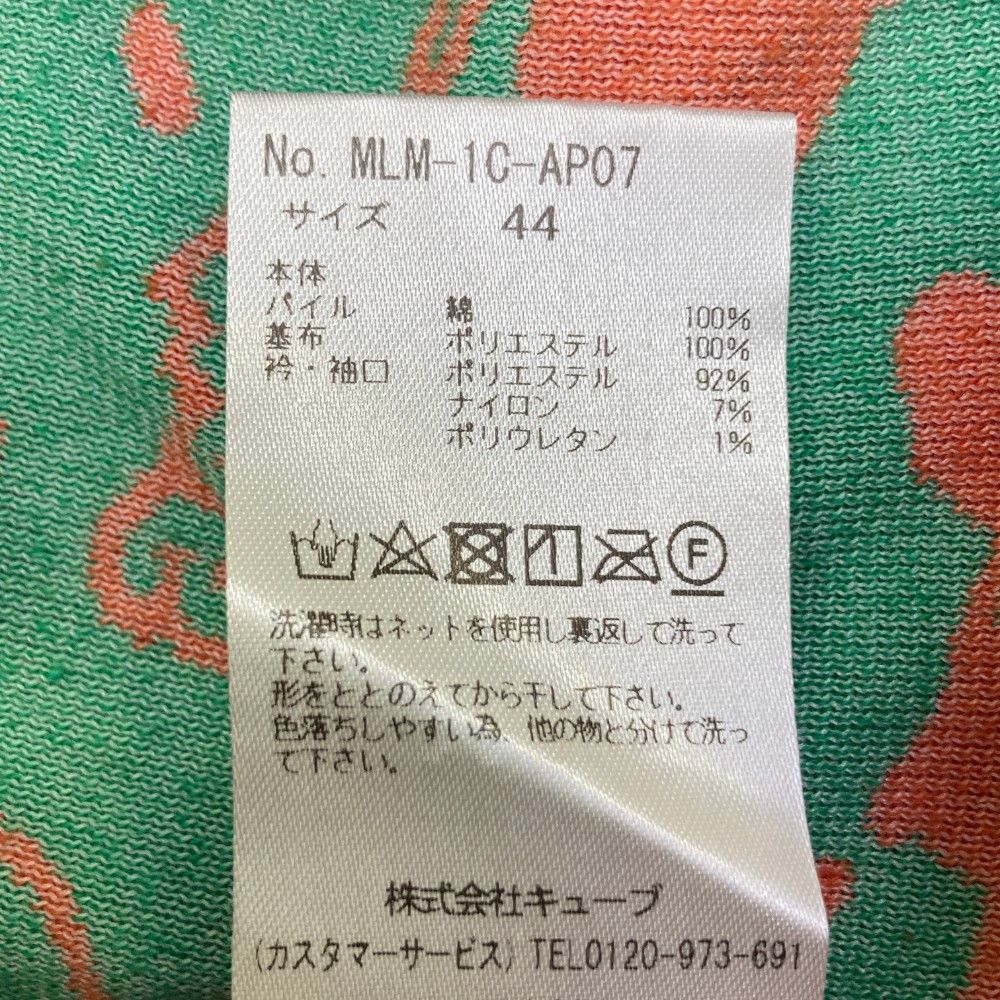 No. MLM-1C-AP07
サイズ 44
本体
パイル 綿 100%
基布 ポリエステル 100%
衿・袖口 ポリエステル 92%
ナイロン 7%
ポリウレタン 1%
F
洗濯時はネットを使用し裏返して洗って
下さい。
形をととのえてから干して下さい。
色落ちしやすい為、他の物と分けて洗っ
て下さい。
株式会社キューブ
(カスタマーサービス) TEL0120-973-691